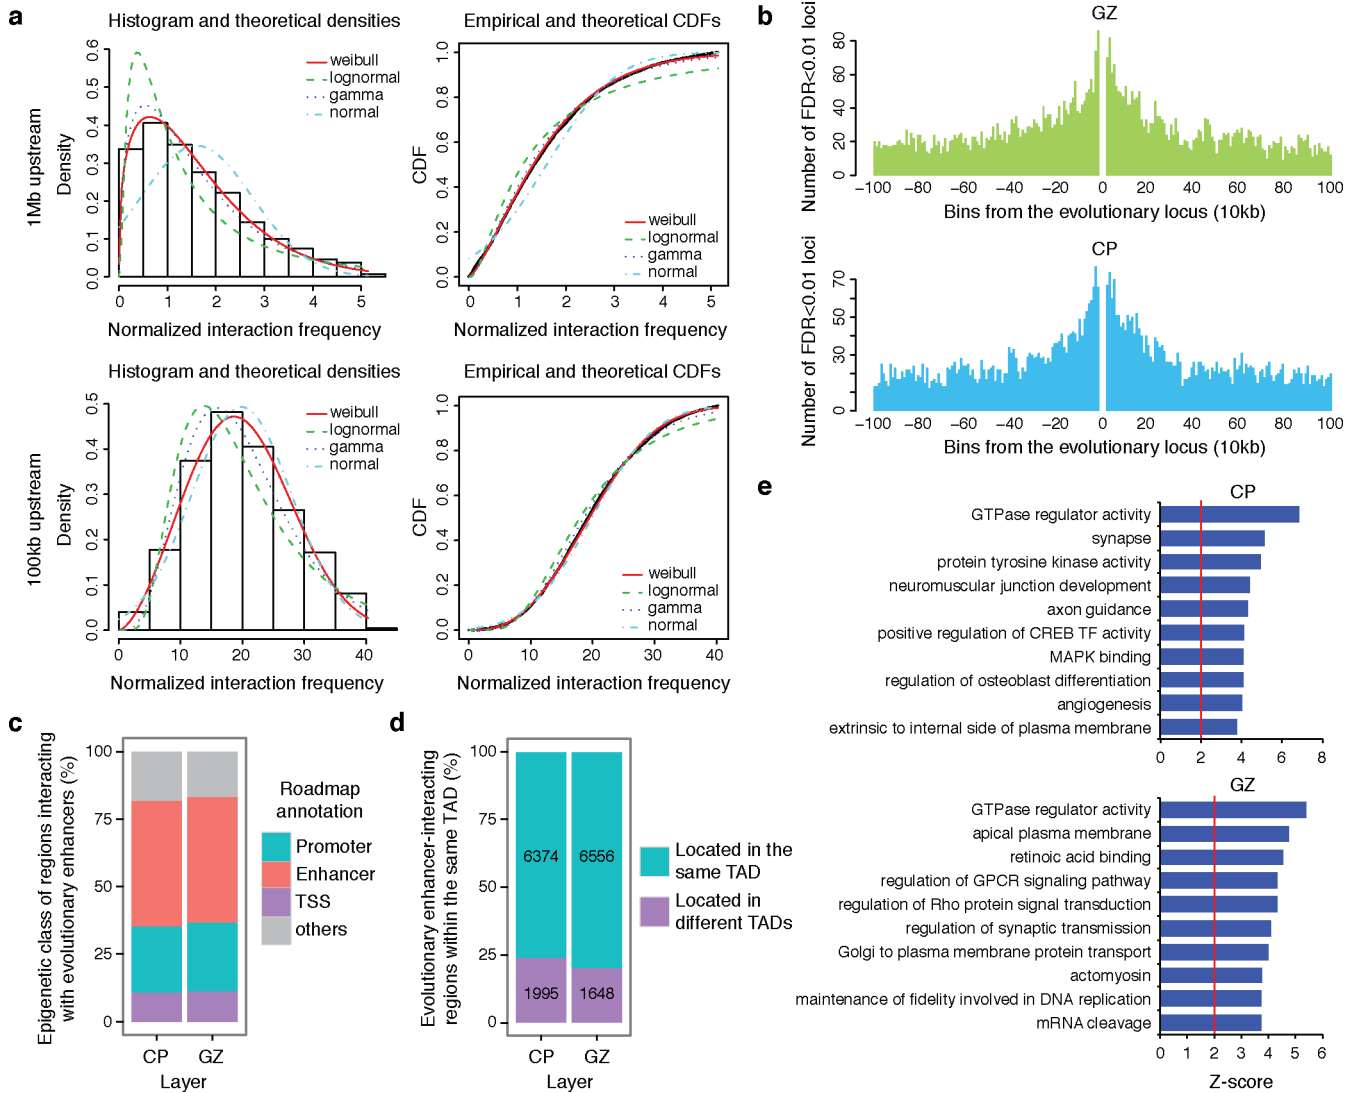 a
Histogram and theoretical densities
1Mb upstream
Density
0.0 0.1 0.2 0.3 0.4 0.5 0.6
weibull
lognormal
gamma
normal
0 1 2 3 4 5
Normalized interaction frequency
Empirical and theoretical CDFs
CDF
0.0 0.2 0.4 0.6 0.8 1.0
weibull
lognormal
gamma
normal
0 1 2 3 4 5
Normalized interaction frequency
Histogram and theoretical densities
100kb upstream
Density
0.0 0.1 0.2 0.3 0.4 0.5
weibull
lognormal
gamma
normal
0 10 20 30 40
Normalized interaction frequency
Empirical and theoretical CDFs
CDF
0.0 0.2 0.4 0.6 0.8 1.0
weibull
lognormal
gamma
normal
0 10 20 30 40
Normalized interaction frequency
b
GZ
Number of FDR<0.01 loci
0 20 40 60 80
−100 −80 −60 −40 −20 0 20 40 60 80 100
Bins from the evolutionary locus (10kb)
CP
Number of FDR<0.01 loci
0 10 30 50 70
−100 −80 −60 −40 −20 0 20 40 60 80 100
Bins from the evolutionary locus (10kb)
c
Epigenetic class of regions interacting
with evolutionary enhancers (%)
100
75
50
25
0
CP GZ
Layer
Roadmap
annotation
Promoter
Enhancer
TSS
others
d
Evolutionary enhancer-interacting
regions within the same TAD (%)
100
75
50
25
0
6374 6556
1995 1648
CP GZ
Layer
Located in the
same TAD
Located in
different TADs
e
CP
GTPase regulator activity
synapse
protein tyrosine kinase activity
neuromuscular junction development
axon guidance
positive regulation of CREB TF activity
MAPK binding
regulation of osteoblast differentiation
angiogenesis
extrinsic to internal side of plasma membrane
0 2 4 6 8
GZ
GTPase regulator activity
apical plasma membrane
retinoic acid binding
regulation of GPCR signaling pathway
regulation of Rho protein signal transduction
regulation of synaptic transmission
Golgi to plasma membrane protein transport
actomyosin
maintenance of fidelity involved in DNA replication
mRNA cleavage
0 1 2 3 4 5 6
Z-score